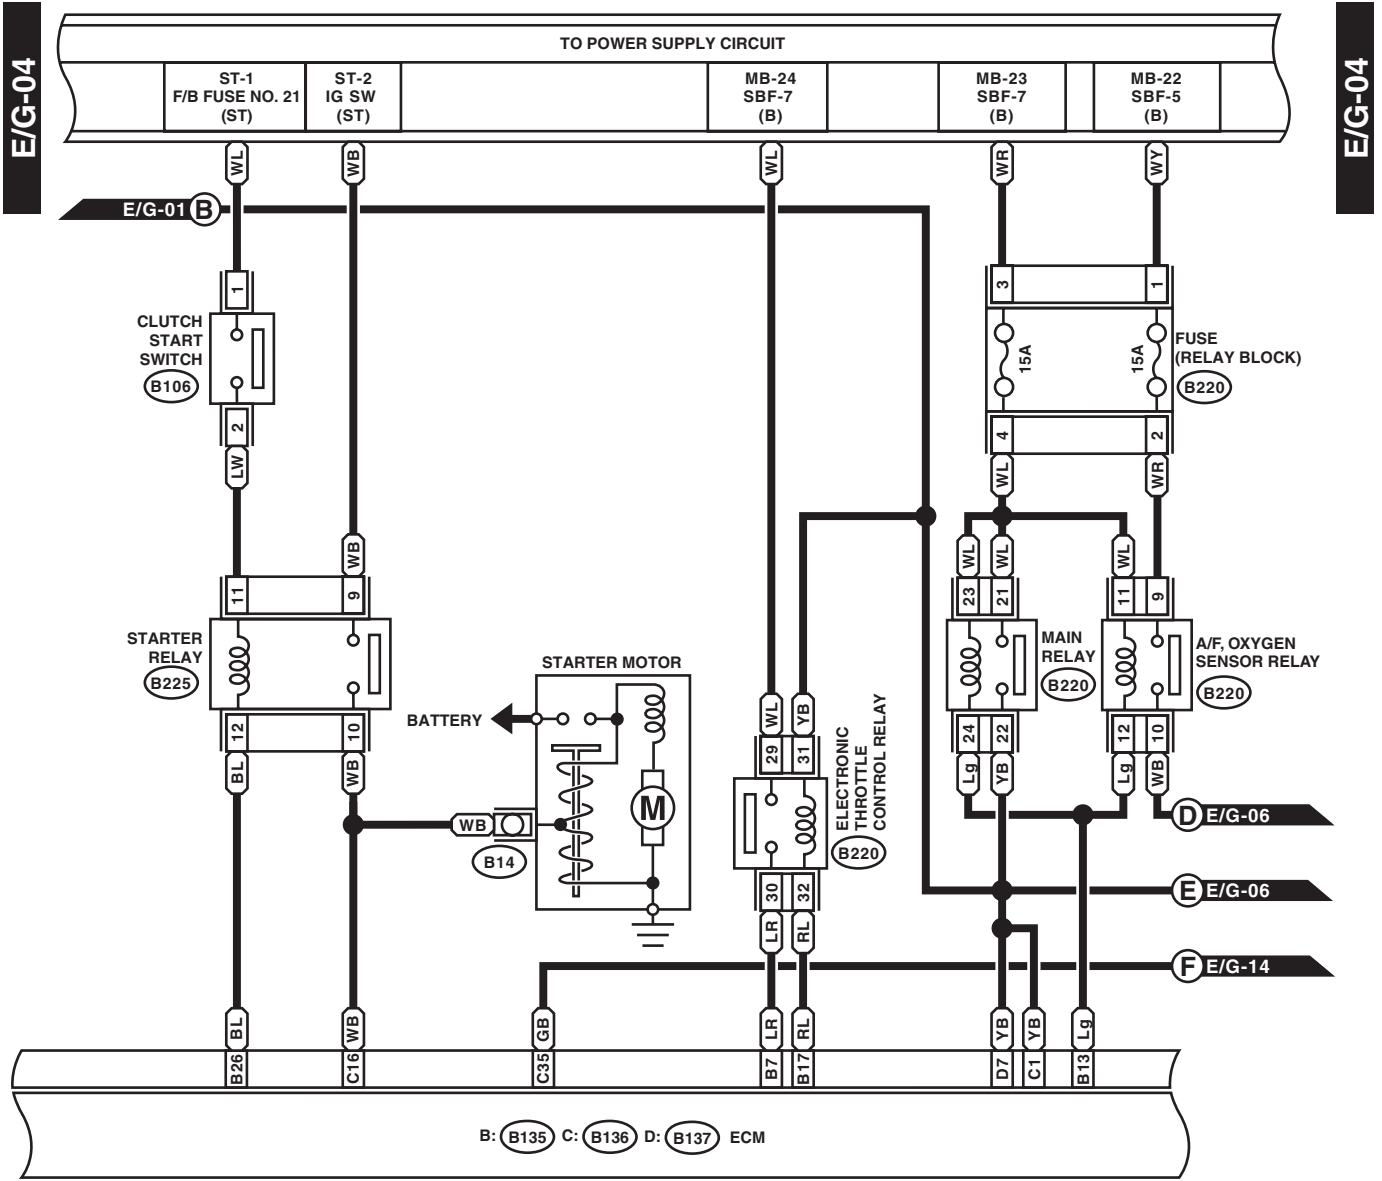 E/G-04
E/G-04
TO POWER SUPPLY CIRCUIT
ST-1
F/B FUSE NO. 21
(ST)
ST-2
IG SW
(ST)
MB-24
SBF-7
(B)
MB-23
SBF-7
(B)
MB-22
SBF-5
(B)
WL
WB
WL
WR
WY
E/G-01 B
1
3
1
CLUTCH
START
SWITCH
B106
15A
15A
FUSE
(RELAY BLOCK)
B220
2
4
2
LW
WL
WR
WB
WL
WL
WL
11
9
23
21
11
9
STARTER
RELAY
B225
STARTER MOTOR
BATTERY
M
MAIN
RELAY
B220
A/F, OXYGEN
SENSOR RELAY
B220
WL
YB
12
10
24
22
12
10
29
31
BL
WB
Lg
YB
Lg
WB
ELECTRONIC
THROTTLE
CONTROL RELAY
B220
WB
B14
D E/G-06
30
32
E E/G-06
LR
RL
F E/G-14
BL
WB
GB
LR
RL
YB
YB
Lg
B26
C16
C35
B7
B17
D7
C1
B13
B: B135 C: B136 D: B137 ECM